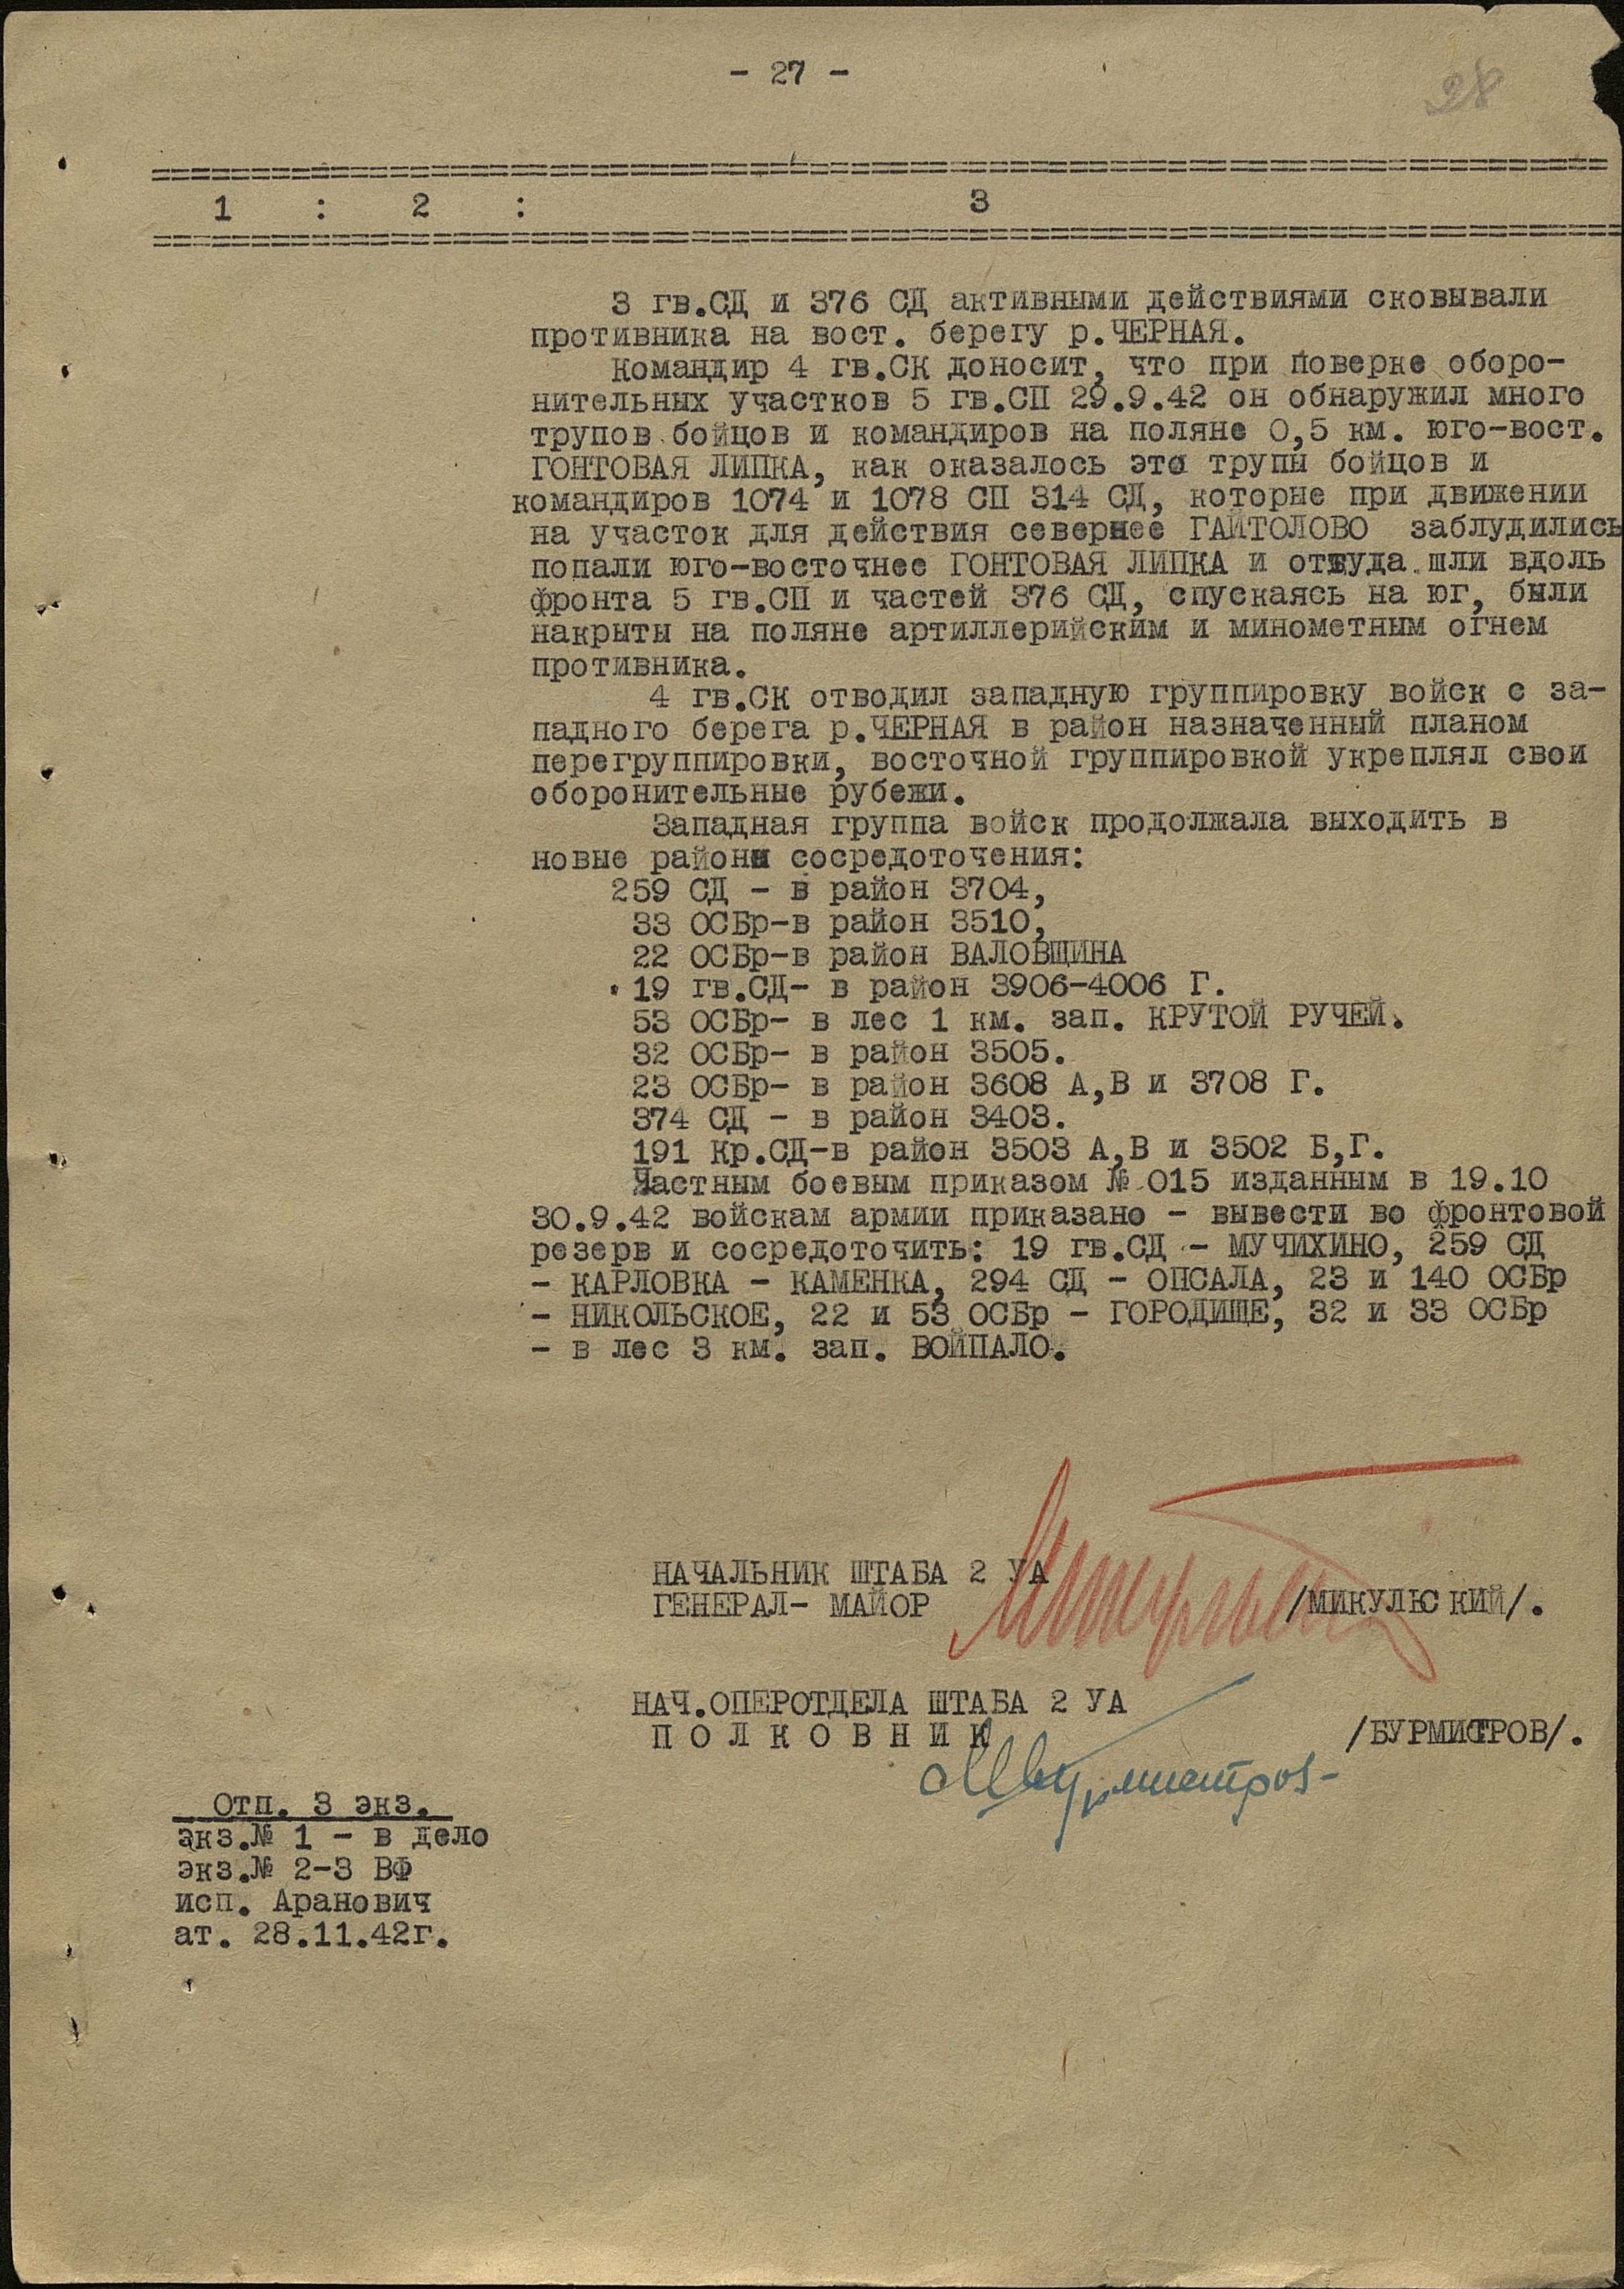 - 27 -
28
1 : 2 : 3
3 гв.СД и 376 СД активными действиями сковывали
противника на вост. берегу р.ЧЕРНАЯ.
Командир 4 гв.СК доносит, что при поверке оборо-
нительных участков 5 гв.СП 29.9.42 он обнаружил много
трупов бойцов и командиров на поляне 0,5 км. юго-вост.
ГОНТОВАЯ ЛИПКА, как оказалось это трупы бойцов и
командиров 1074 и 1078 СП 314 СД, которые при движении
на участок для действия севернее ГАЙТОЛОВО заблудились
попали юго-восточнее ГОНТОВАЯ ЛИПКА и оттуда шли вдоль
фронта 5 гв.СП и частей 376 СД, спускаясь на юг, были
накрыты на поляне артиллерийским и минометным огнем
противника.
4 гв.СК отводил западную группировку войск с за-
падного берега р.ЧЕРНАЯ в район назначенный планом
перегруппировки, восточной группировкой укреплял свои
оборонительные рубежи.
Западная группа войск продолжала выходить в
новые районы сосредоточения:
259 СД - в район 3704,
33 ОСБр-в район 3510,
22 ОСБр-в район ВАЛОВЩИНА
19 гв.СД- в район 3906-4006 Г.
53 ОСБр- в лес 1 км. зап. КРУТОЙ РУЧЕЙ.
32 ОСБр- в район 3505.
23 ОСБр- в район 3608 А,В и 3708 Г.
374 СД - в район 3403.
191 Кр.СД-в район 3503 А,В и 3502 Б,Г.
Частным боевым приказом № 015 изданным в 19.10
30.9.42 войскам армии приказано - вывести во фронтовой
резерв и сосредоточить: 19 гв.СД - МУЧИХИНО, 259 СД
- КАРЛОВКА - КАМЕНКА, 294 СД - ОПСАЛА, 23 и 140 ОСБр
- НИКОЛЬСКОЕ, 22 и 53 ОСБр - ГОРОДИЩЕ, 32 и 33 ОСБр
- в лес 3 км. зап. ВОЙПАЛО.
НАЧАЛЬНИК ШТАБА 2 УА
ГЕНЕРАЛ- МАЙОР /МИКУЛЬСКИЙ/.
НАЧ.ОПЕРОТДЕЛА ШТАБА 2 УА
П О Л К О В Н И К /БУРМИСТРОВ/.
Бурмистров
Отп. 3 экз.
экз.№ 1 - в дело
экз.№ 2-3 ВФ
исп. Аранович
ат. 28.11.42г.